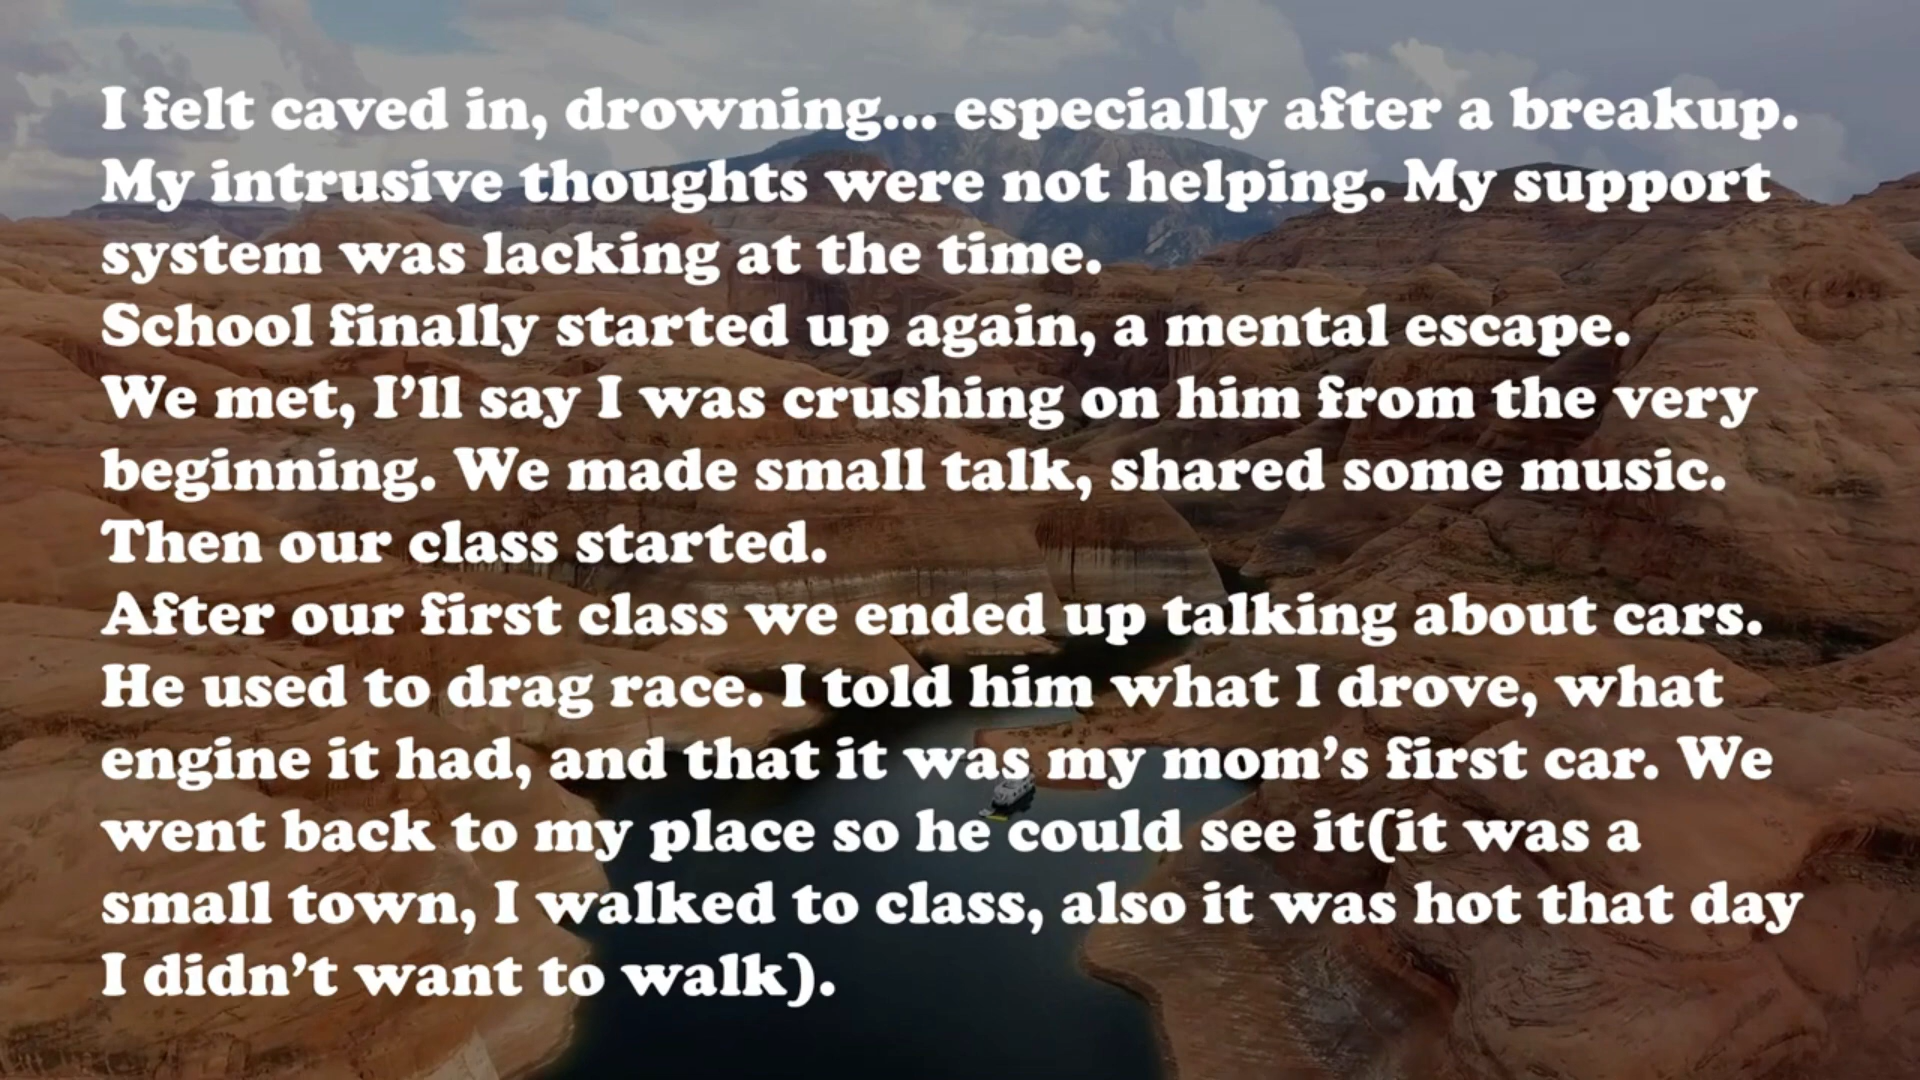 I felt caved in, drowning... especially after a breakup.
My intrusive thoughts were not helping. My support
system was lacking at the time.
School finally started up again, a mental escape.
We met, I’ll say I was crushing on him from the very
beginning. We made small talk, shared some music.
Then our class started.
After our first class we ended up talking about cars.
He used to drag race. I told him what I drove, what
engine it had, and that it was my mom’s first car. We
went back to my place so he could see it(it was a
small town, I walked to class, also it was hot that day
I didn’t want to walk).